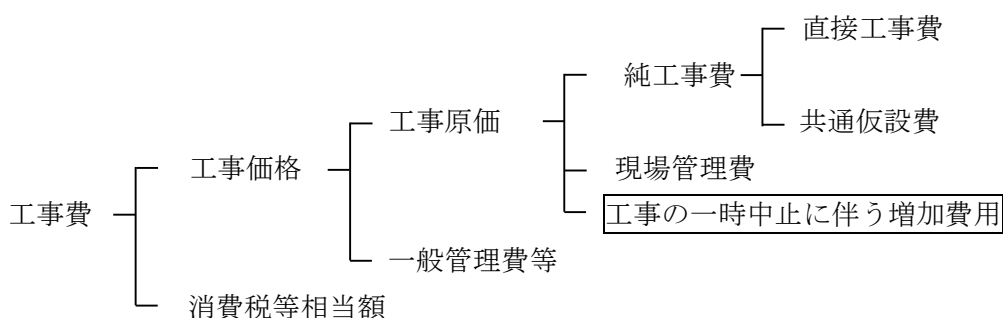 直接工事費
純工事費
工事原価
共通仮設費
工事価格
現場管理費
工事費
工事の一時中止に伴う増加費用
一般管理費等
消費税等相当額